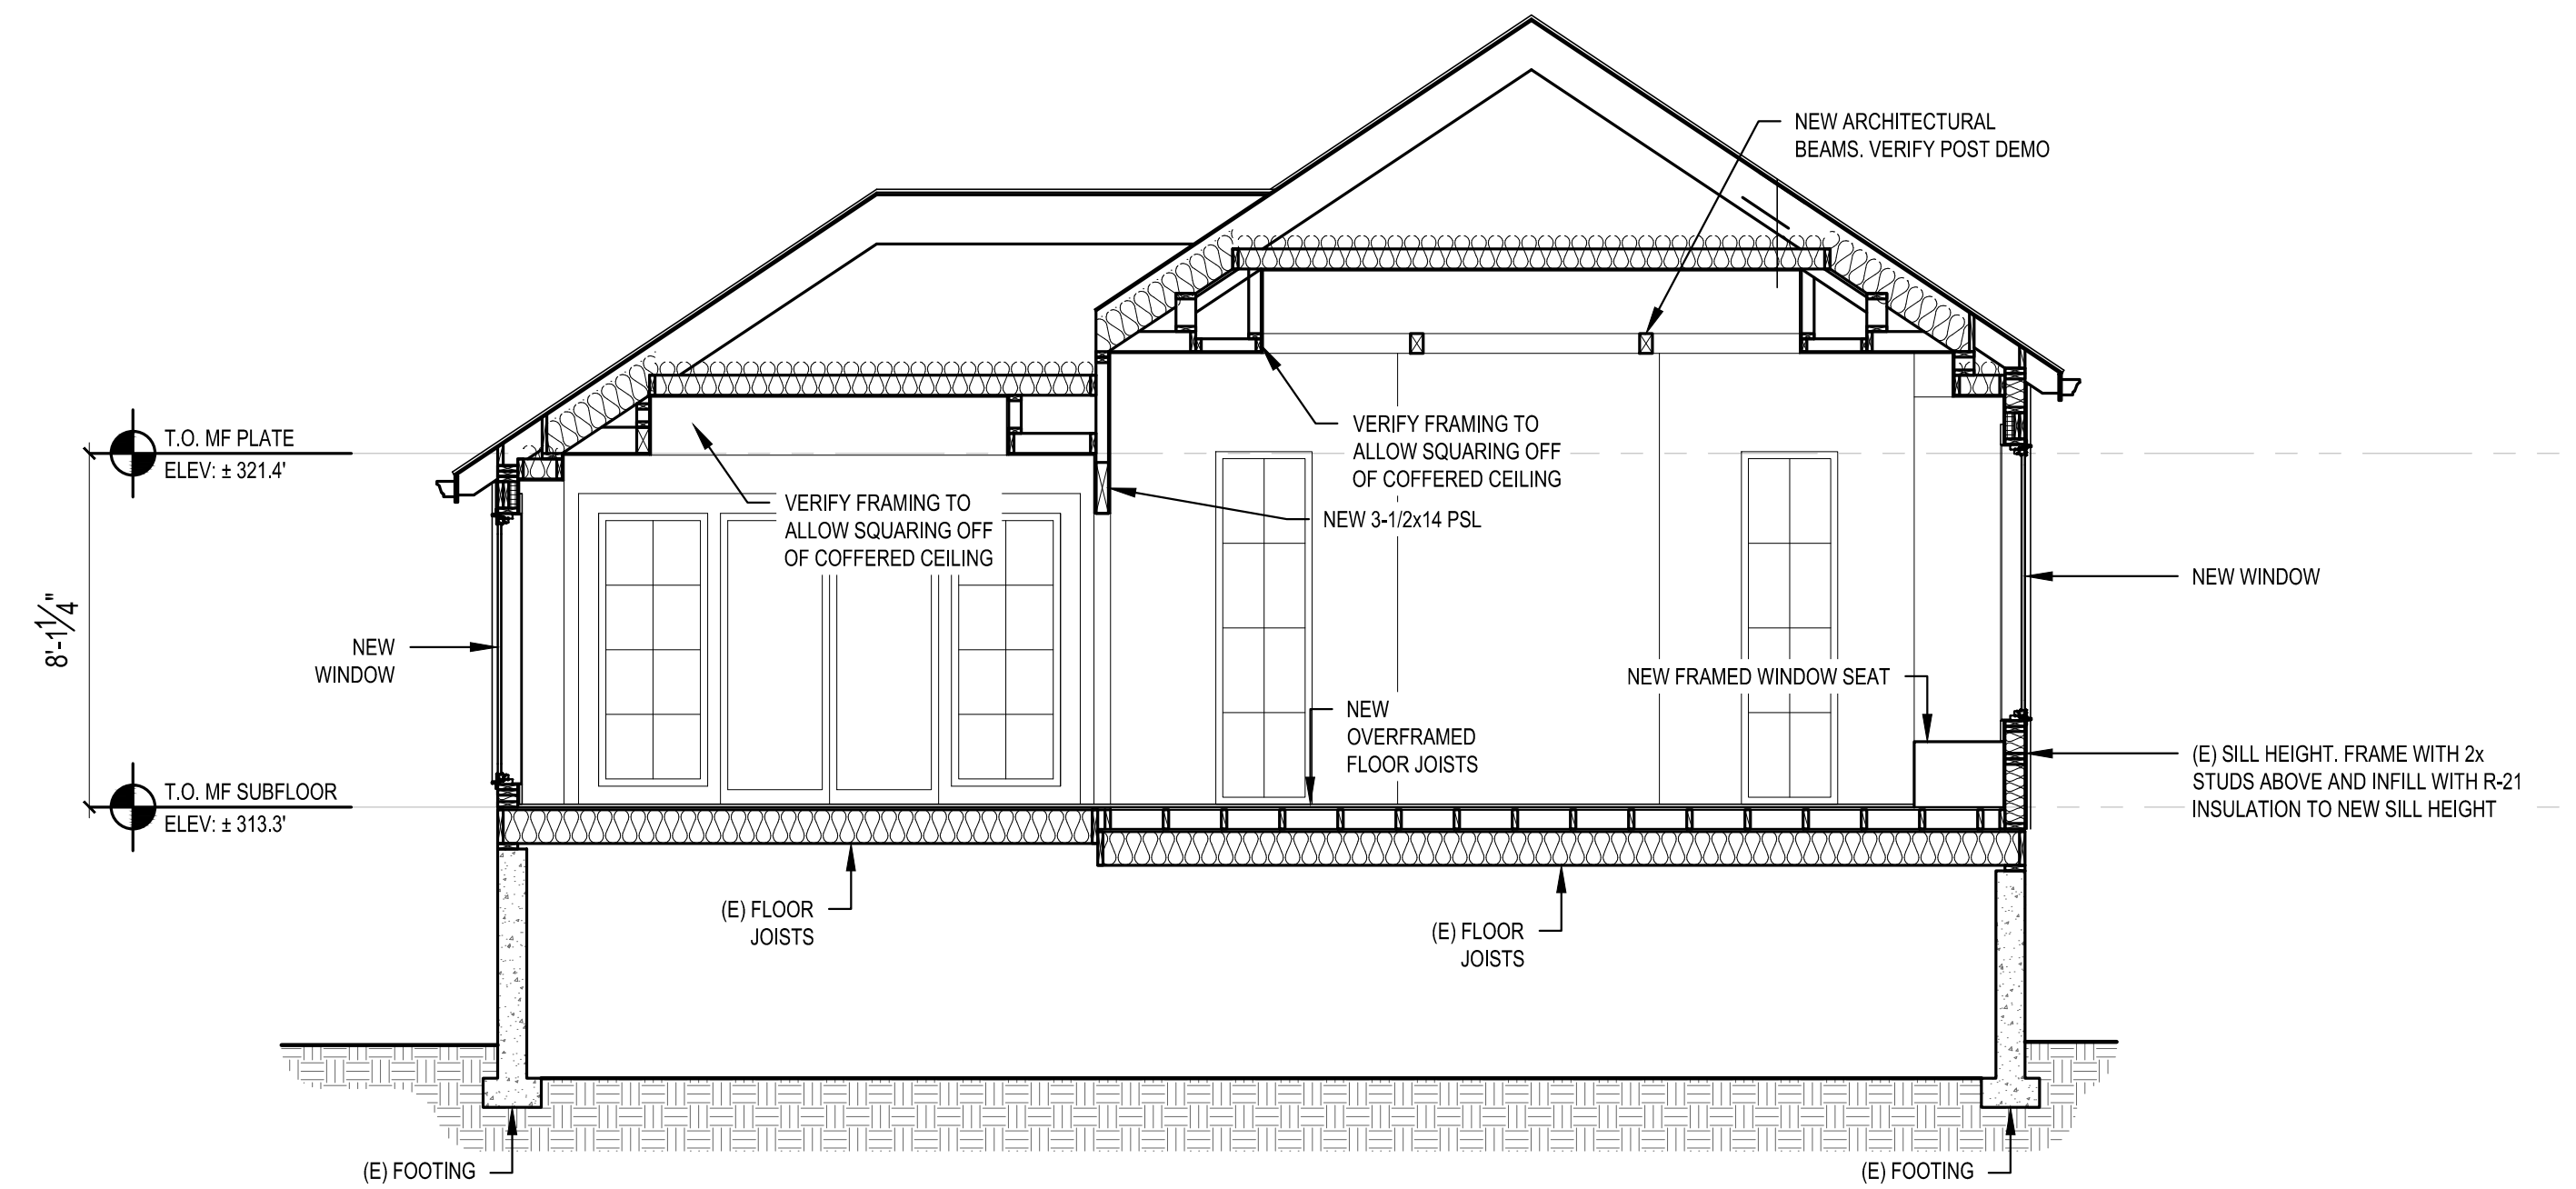 NEW ARCHITECTURAL
BEAMS. VERIFY POST DEMO
T.O. MF PLATE
ELEV: ± 321.4'
VERIFY FRAMING TO
ALLOW SQUARING OFF
OF COFFERED CEILING
VERIFY FRAMING TO
ALLOW SQUARING OFF
OF COFFERED CEILING
NEW 3-1/2x14 PSL
NEW WINDOW
8'-1 1/4"
NEW
WINDOW
NEW FRAMED WINDOW SEAT
NEW
OVERFRAMED
FLOOR JOISTS
(E) SILL HEIGHT. FRAME WITH 2x
STUDS ABOVE AND INFILL WITH R-21
INSULATION TO NEW SILL HEIGHT
T.O. MF SUBFLOOR
ELEV: ± 313.3'
(E) FLOOR
JOISTS
(E) FLOOR
JOISTS
(E) FOOTING
(E) FOOTING